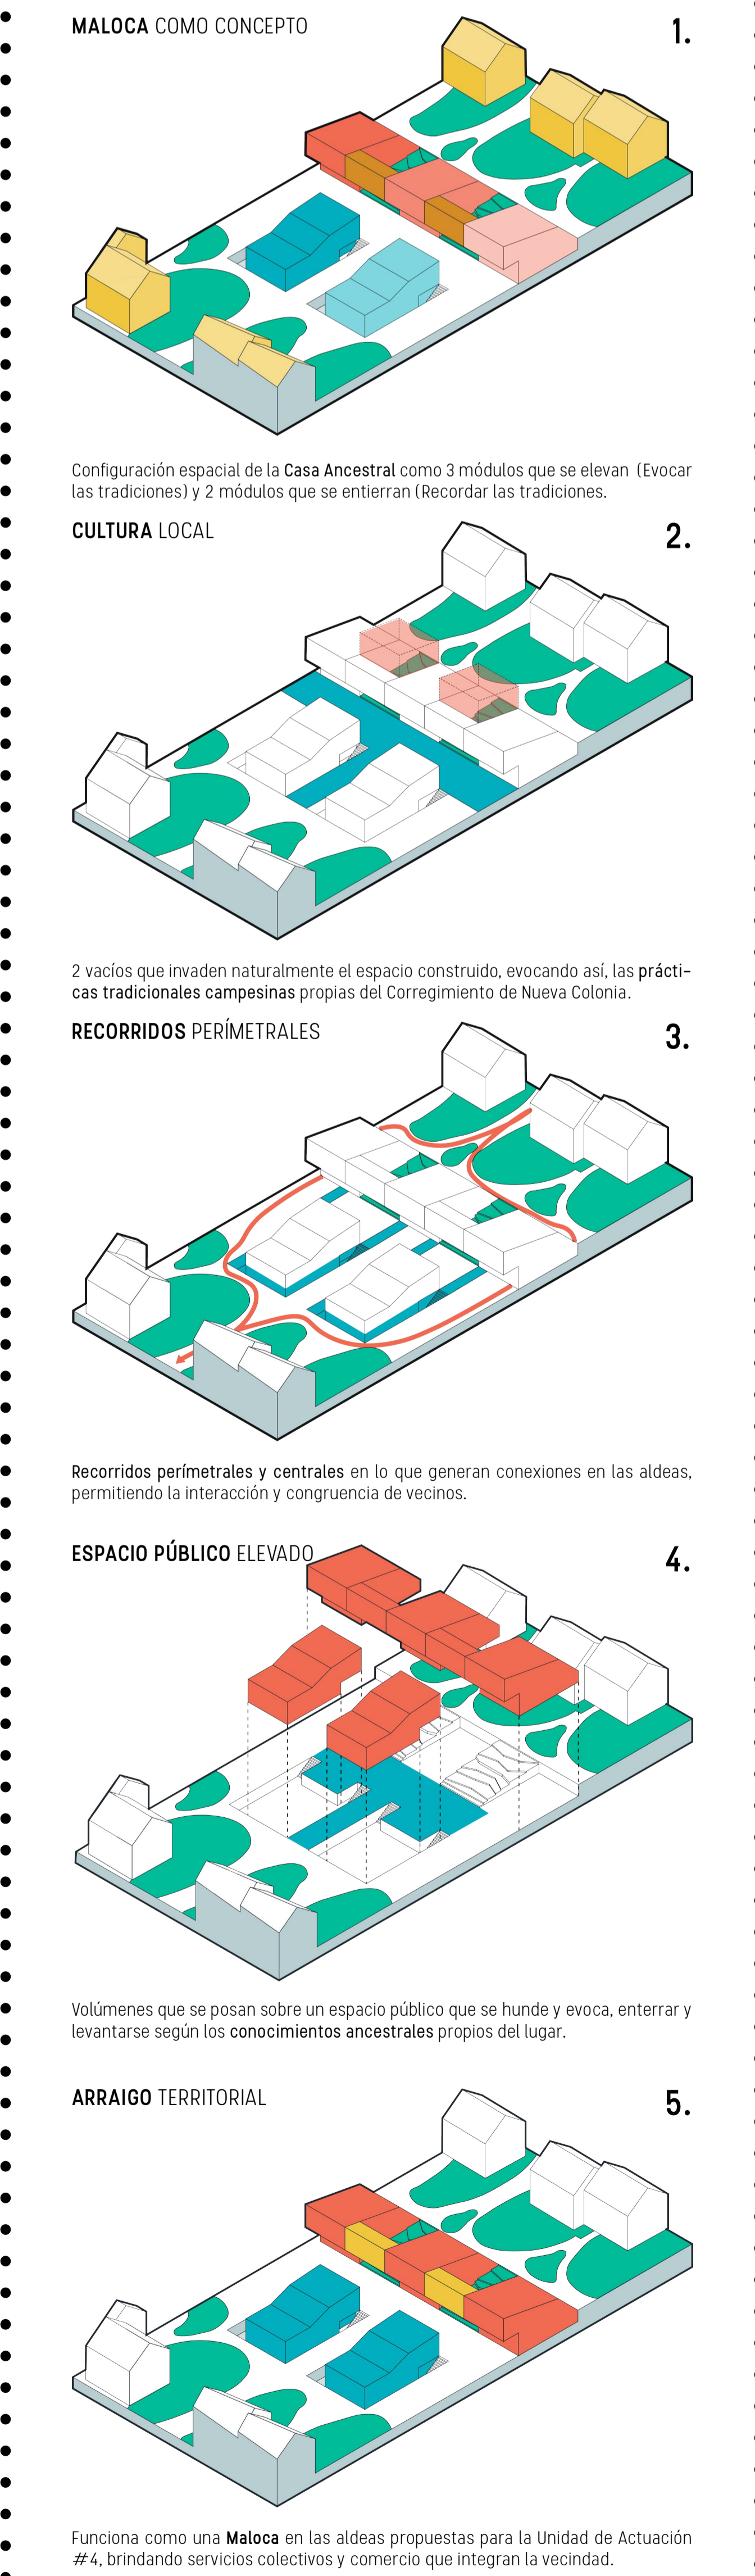 MALOCA COMO CONCEPTO 1.
Configuración espacial de la Casa Ancestral como 3 módulos que se elevan (Evocar
las tradiciones) y 2 módulos que se entierran (Recordar las tradiciones.
CULTURA LOCAL 2.
2 vacíos que invaden naturalmente el espacio construido, evocando así, las prácti-
cas tradicionales campesinas propias del Corregimiento de Nueva Colonia.
RECORRIDOS PERÍMETRALES 3.
Recorridos perímetrales y centrales en lo que generan conexiones en las aldeas,
permitiendo la interacción y congruencia de vecinos.
ESPACIO PÚBLICO ELEVADO 4.
Volúmenes que se posan sobre un espacio público que se hunde y evoca, enterrar y
levantarse según los conocimientos ancestrales propios del lugar.
ARRAIGO TERRITORIAL 5.
Funciona como una Maloca en las aldeas propuestas para la Unidad de Actuación
#4, brindando servicios colectivos y comercio que integran la vecindad.